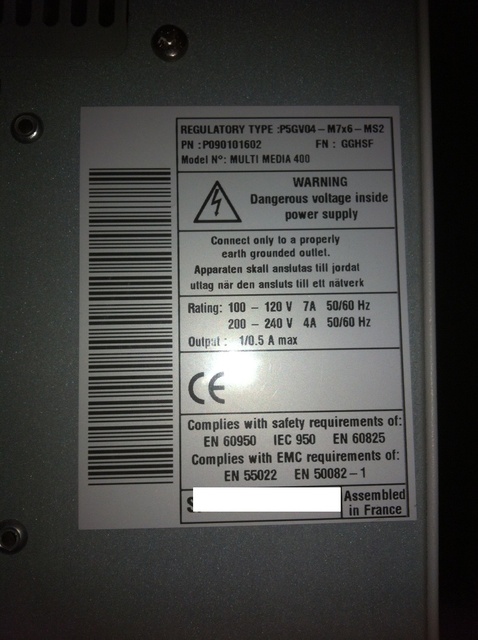 REGULATORY TYPE :P5GV04 – M7x6 – MS2
PN : P090101602 FN : GGHSF
Model Nº: MULTI MEDIA 400
WARNING
Dangerous voltage inside
power supply
Connect only to a properly
earth grounded outlet.
Apparaten skall anslutas till jordat
uttag när den ansluts till ett nätverk
Rating: 100 – 120 V 7A 50/60 Hz
200 – 240 V 4A 50/60 Hz
Output : 1/0.5 A max
CE
Complies with safety requirements of:
EN 60950 IEC 950 EN 60825
Complies with EMC requirements of:
EN 55022 EN 50082 – 1
Assembled
in France